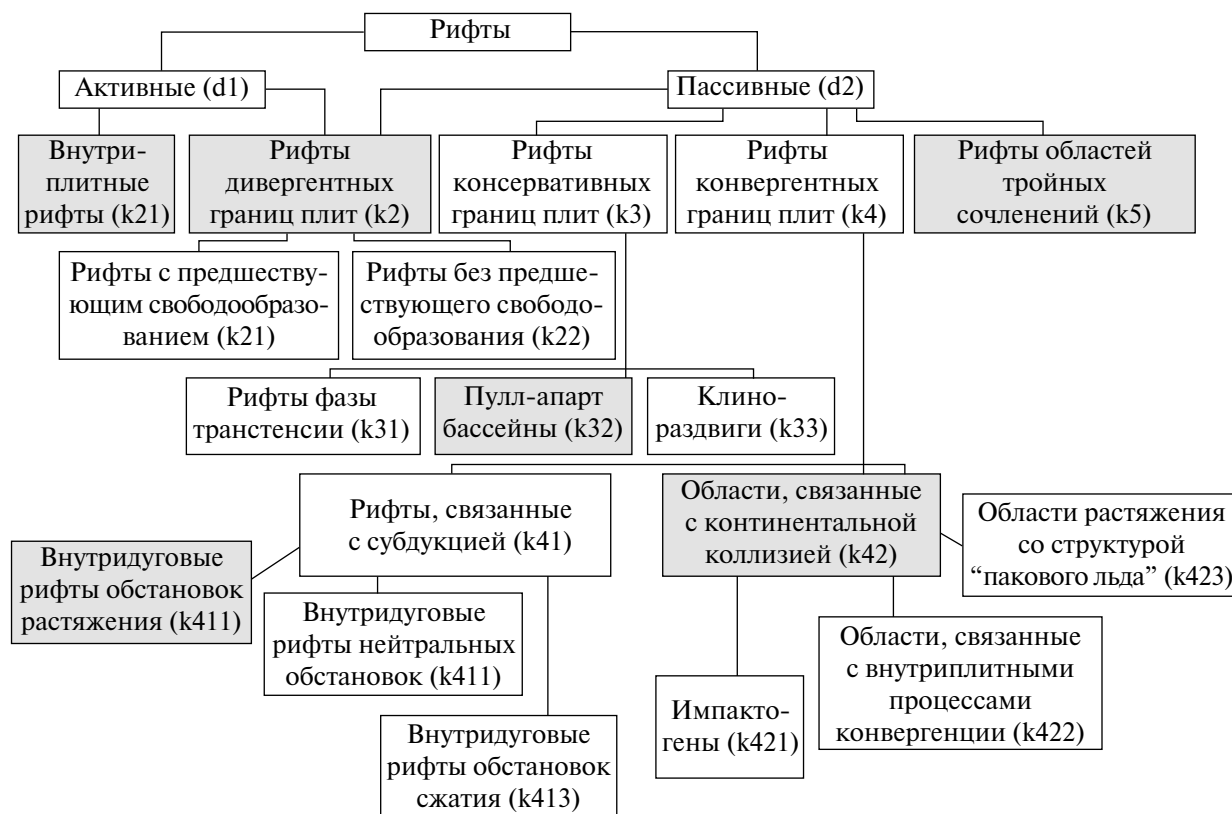 Рифты
Активные (d1)
Пассивные (d2)
Внутри-
плитные
рифты (k21)
Рифты
дивергентных
границ плит (k2)
Рифты
консервативных
границ плит (k3)
Рифты
конвергентных
границ плит (k4)
Рифты областей
тройных
сочленений (k5)
Рифты с предшеству-
ющим свободообразо-
ванием (k21)
Рифты без предше-
ствующего свободо-
образования (k22)
Рифты фазы
транстенсии (k31)
Пулл-апарт
бассейны (k32)
Клино-
раздвиги (k33)
Рифты, связанные
с субдукцией (k41)
Области, связанные
с континентальной
коллизией (k42)
Области растяжения
со структурой
“пакового льда” (k423)
Внутридуговые
рифты обстановок
растяжения (k411)
Внутридуговые
рифты нейтральных
обстановок (k411)
Области, связанные
с внутриплитными
процессами
конвергенции (k422)
Импакто-
гены (k421)
Внутридуговые
рифты обстановок
сжатия (k413)